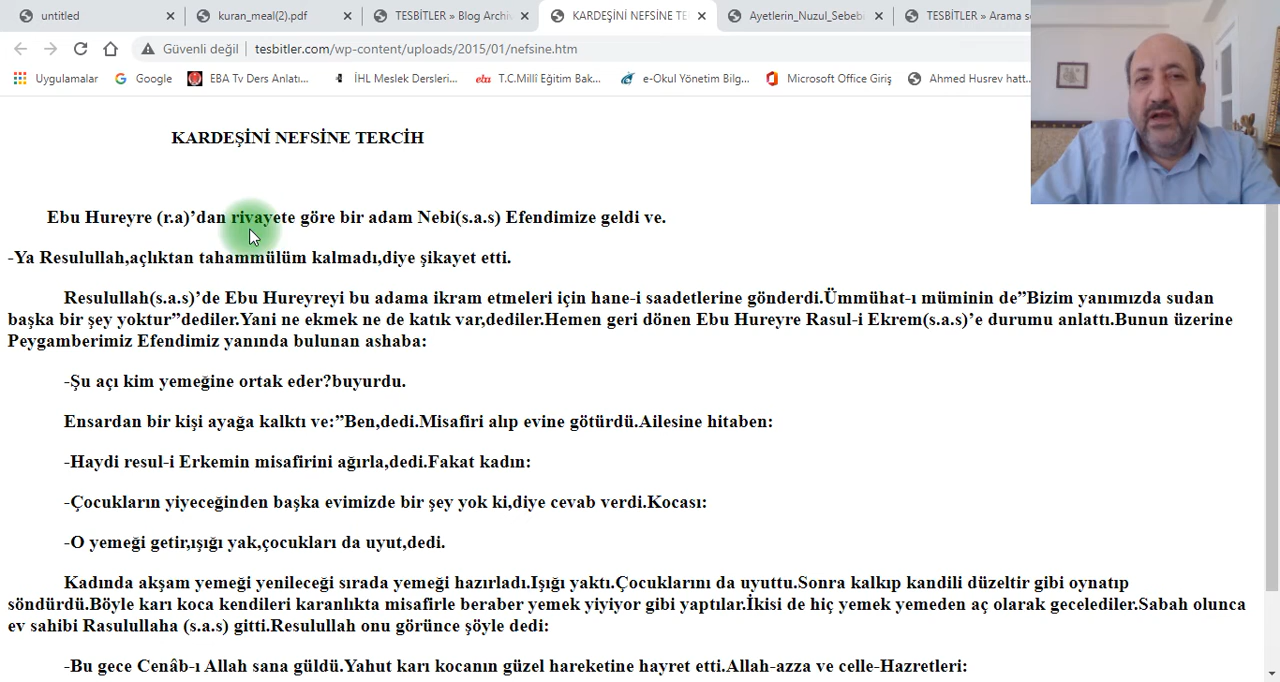 untitled
kuran_meal(2).pdf
TESBİTLER » Blog Archi
KARDEŞİNİ NEFSİNE TE
Ayetlerin_Nuzul_Sebebi
TESBİTLER » Arama s
Güvenli değil
tesbitler.com/wp-content/uploads/2015/01/nefsine.htm
Uygulamalar
Google
EBA Tv Ders Anlatı...
İHL Meslek Dersleri...
T.C.Millî Eğitim Bak...
e-Okul Yönetim Bilg...
Microsoft Office Giriş
Ahmed Husrev hatt...
KARDEŞİNİ NEFSİNE TERCİH
Ebu Hureyre (r.a)’dan rivayete göre bir adam Nebi(s.a.s) Efendimize geldi ve.
-Ya Resulullah,açlıktan tahammülüm kalmadı,diye şikayet etti.
Resulullah(s.a.s)’de Ebu Hureyreyi bu adama ikram etmeleri için hane-i saadetlerine gönderdi.Ümmühat-ı müminin de”Bizim yanımızda sudan
başka bir şey yoktur”dediler.Yani ne ekmek ne de katık var,dediler.Hemen geri dönen Ebu Hureyre Rasul-i Ekrem(s.a.s)’e durumu anlattı.Bunun üzerine
Peygamberimiz Efendimiz yanında bulunan ashaba:
-Şu açı kim yemeğine ortak eder?buyurdu.
Ensardan bir kişi ayağa kalktı ve:”Ben,dedi.Misafiri alıp evine götürdü.Ailesine hitaben:
-Haydi resul-i Erkemin misafirini ağırla,dedi.Fakat kadın:
-Çocukların yiyeceğinden başka evimizde bir şey yok ki,diye cevab verdi.Kocası:
-O yemeği getir,ışığı yak,çocukları da uyut,dedi.
Kadında akşam yemeği yenileceği sırada yemeği hazırladı.Işığı yaktı.Çocuklarını da uyuttu.Sonra kalkıp kandili düzeltir gibi oynatıp
söndürdü.Böyle karı koca kendileri karanlıkta misafirle beraber yemek yiyiyor gibi yaptılar.İkisi de hiç yemek yemeden aç olarak gecelediler.Sabah olunca
ev sahibi Rasulullaha (s.a.s) gitti.Resulullah onu görünce şöyle dedi:
-Bu gece Cenâb-ı Allah sana güldü.Yahut karı kocanın güzel hareketine hayret etti.Allah-azza ve celle-Hazretleri: